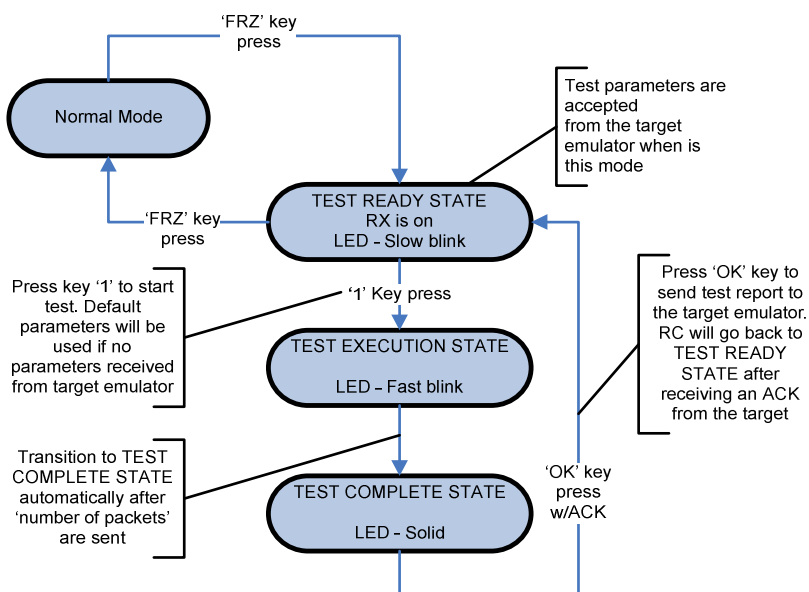 ‘FRZ’ key
press
Normal Mode
Test parameters are
accepted
from the target
emulator when is
this mode
TEST READY STATE
RX is on
LED – Slow blink
‘FRZ’ key
press
Press key ‘1’ to start
test. Default
parameters will be
used if no
parameters received
from target emulator
‘1’ Key press
Press ‘OK’ key to
send test report to
the target emulator.
RC will go back to
TEST READY
STATE after
receiving an ACK
from the target
TEST EXECUTION STATE
LED – Fast blink
Transition to TEST
COMPLETE STATE
automatically after
‘number of packets’
are sent
TEST COMPLETE STATE
LED – Solid
‘OK’ key
press
w/ACK